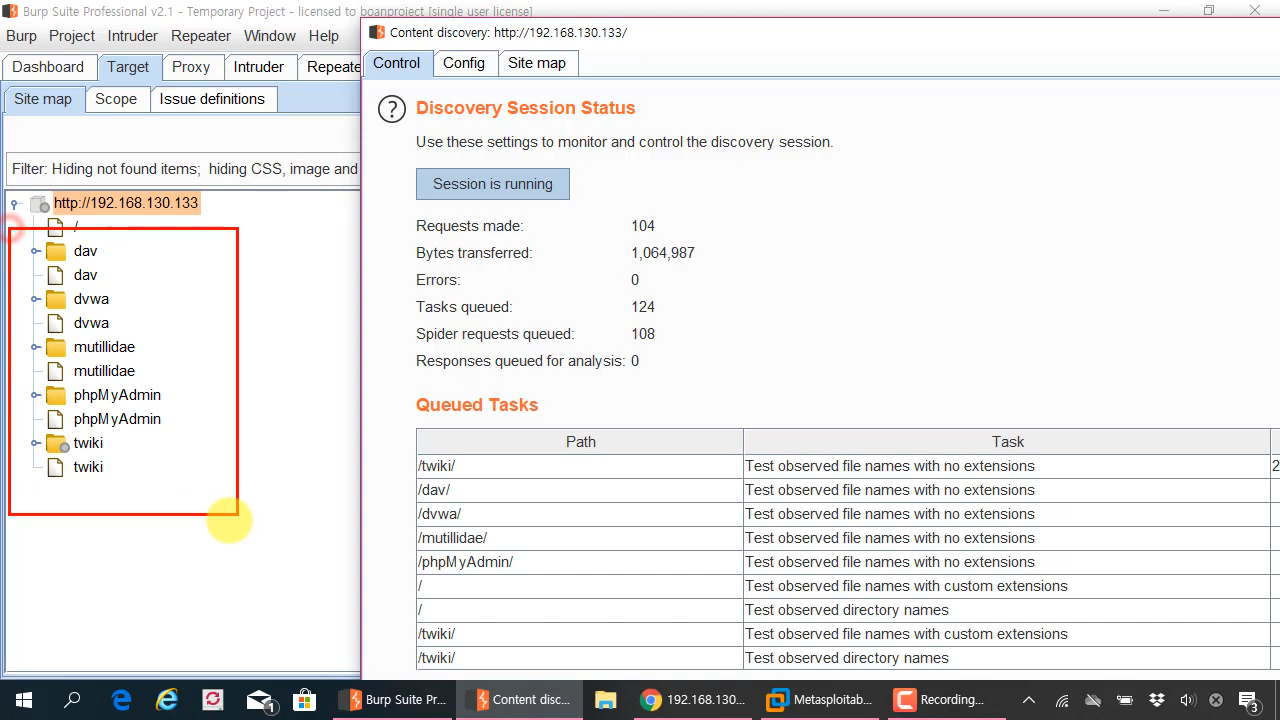 Burp Suite Professional v2.1 - Temporary Project - licensed to boanproject [single user license]
Burp Project Intruder Repeater Window Help
Dashboard Target Proxy Intruder Repeate
Site map Scope Issue definitions
Filter: Hiding not found items; hiding CSS, image and
http://192.168.130.133
/
dav
dav
dvwa
dvwa
mutillidae
mutillidae
phpMyAdmin
phpMyAdmin
twiki
twiki
Content discovery: http://192.168.130.133/
Control Config Site map
? Discovery Session Status
Use these settings to monitor and control the discovery session.
Session is running
Requests made: 104
Bytes transferred: 1,064,987
Errors: 0
Tasks queued: 124
Spider requests queued: 108
Responses queued for analysis: 0
Queued Tasks
Path Task
/twiki/ Test observed file names with no extensions 2
/dav/ Test observed file names with no extensions
/dvwa/ Test observed file names with no extensions
/mutillidae/ Test observed file names with no extensions
/phpMyAdmin/ Test observed file names with no extensions
/ Test observed file names with custom extensions
/ Test observed directory names
/twiki/ Test observed file names with custom extensions
/twiki/ Test observed directory names
1 Burp Suite Pr... Content disc... 192.168.130... Metasploitab... Recording... 3